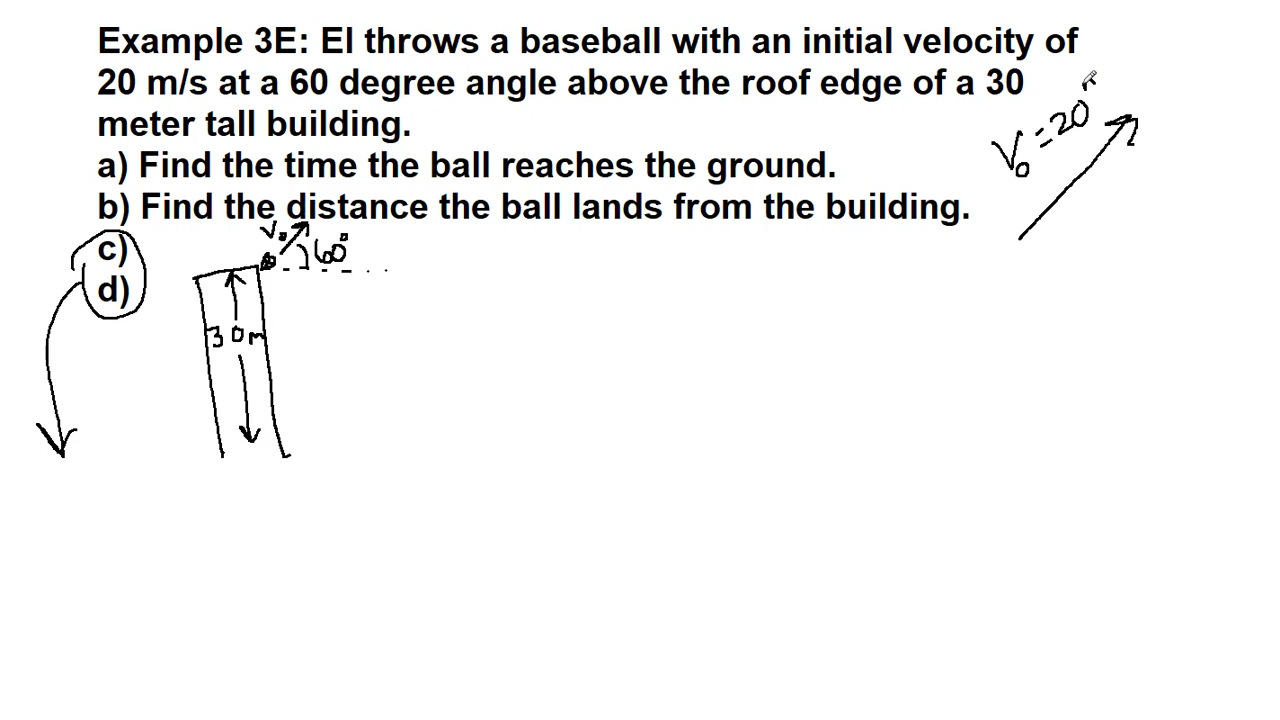 Example 3E: El throws a baseball with an initial velocity of
20 m/s at a 60 degree angle above the roof edge of a 30
meter tall building.
a) Find the time the ball reaches the ground.
b) Find the distance the ball lands from the building.
c)
d)
V₀ = 20
V₀
60°
30m